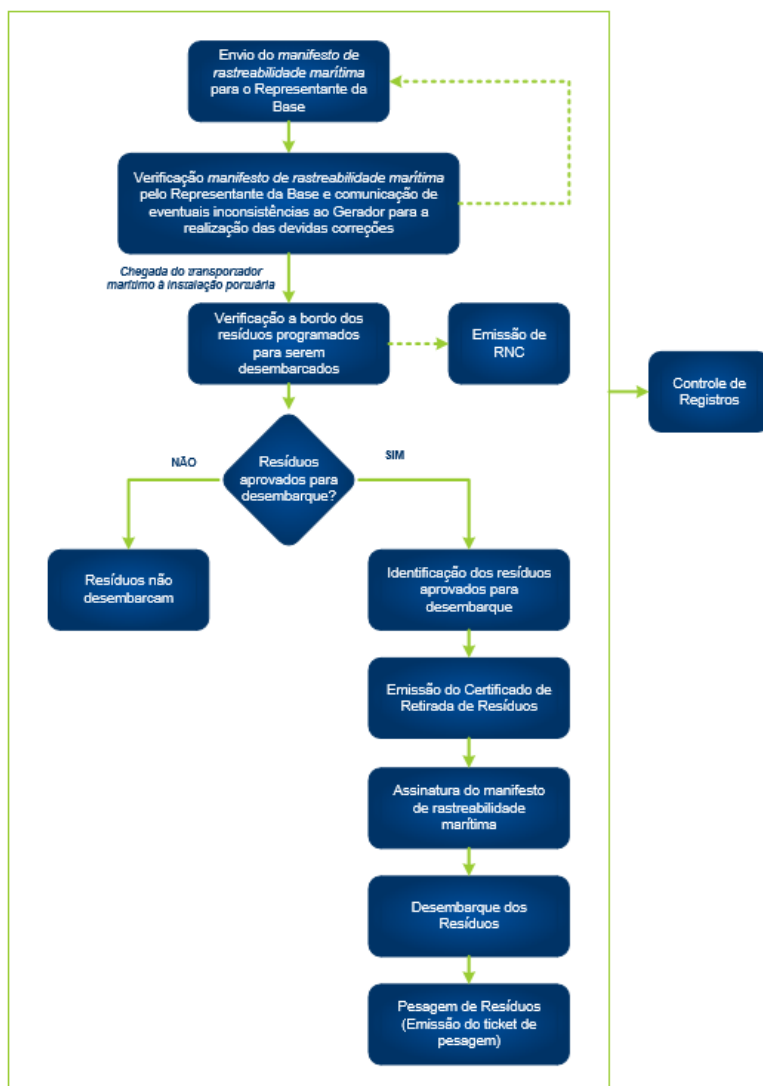 Envio do manifesto de
rastreabilidade marítima
para o Representante da
Base
Verificação manifesto de rastreabilidade marítima
pelo Representante da Base e comunicação de
eventuais inconsistências ao Gerador para a
realização das devidas correções
Chegada do transportador
marítimo à instalação portuária
Verificação a bordo dos
resíduos programados
para serem
desembarcados
Emissão de
RNC
Controle de
Registros
NÃO
Resíduos
aprovados para
desembarque?
SIM
Resíduos não
desembarcam
Identificação dos resíduos
aprovados para
desembarque
Emissão do Certificado de
Retirada de Resíduos
Assinatura do manifesto
de rastreabilidade
marítima
Desembarque dos
Resíduos
Pesagem de Resíduos
(Emissão do ticket de
pesagem)